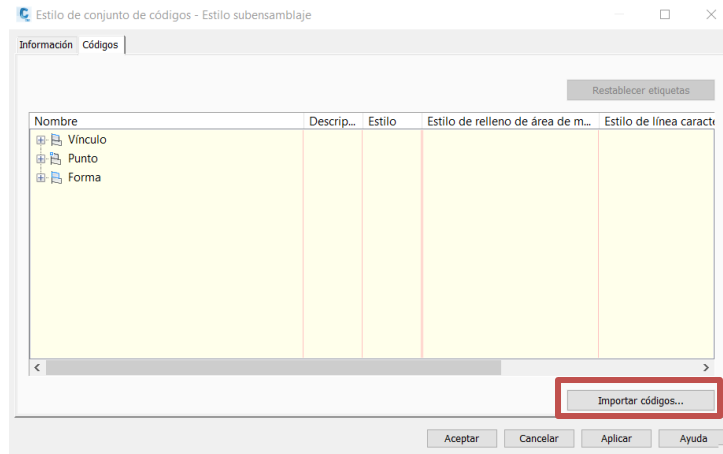 Estilo de conjunto de códigos - Estilo subensamblaje
Información Códigos
Restablecer etiquetas
Nombre Descrip... Estilo Estilo de relleno de área de m... Estilo de línea caracte
Vínculo
Punto
Forma
Importar códigos...
Aceptar Cancelar Aplicar Ayuda